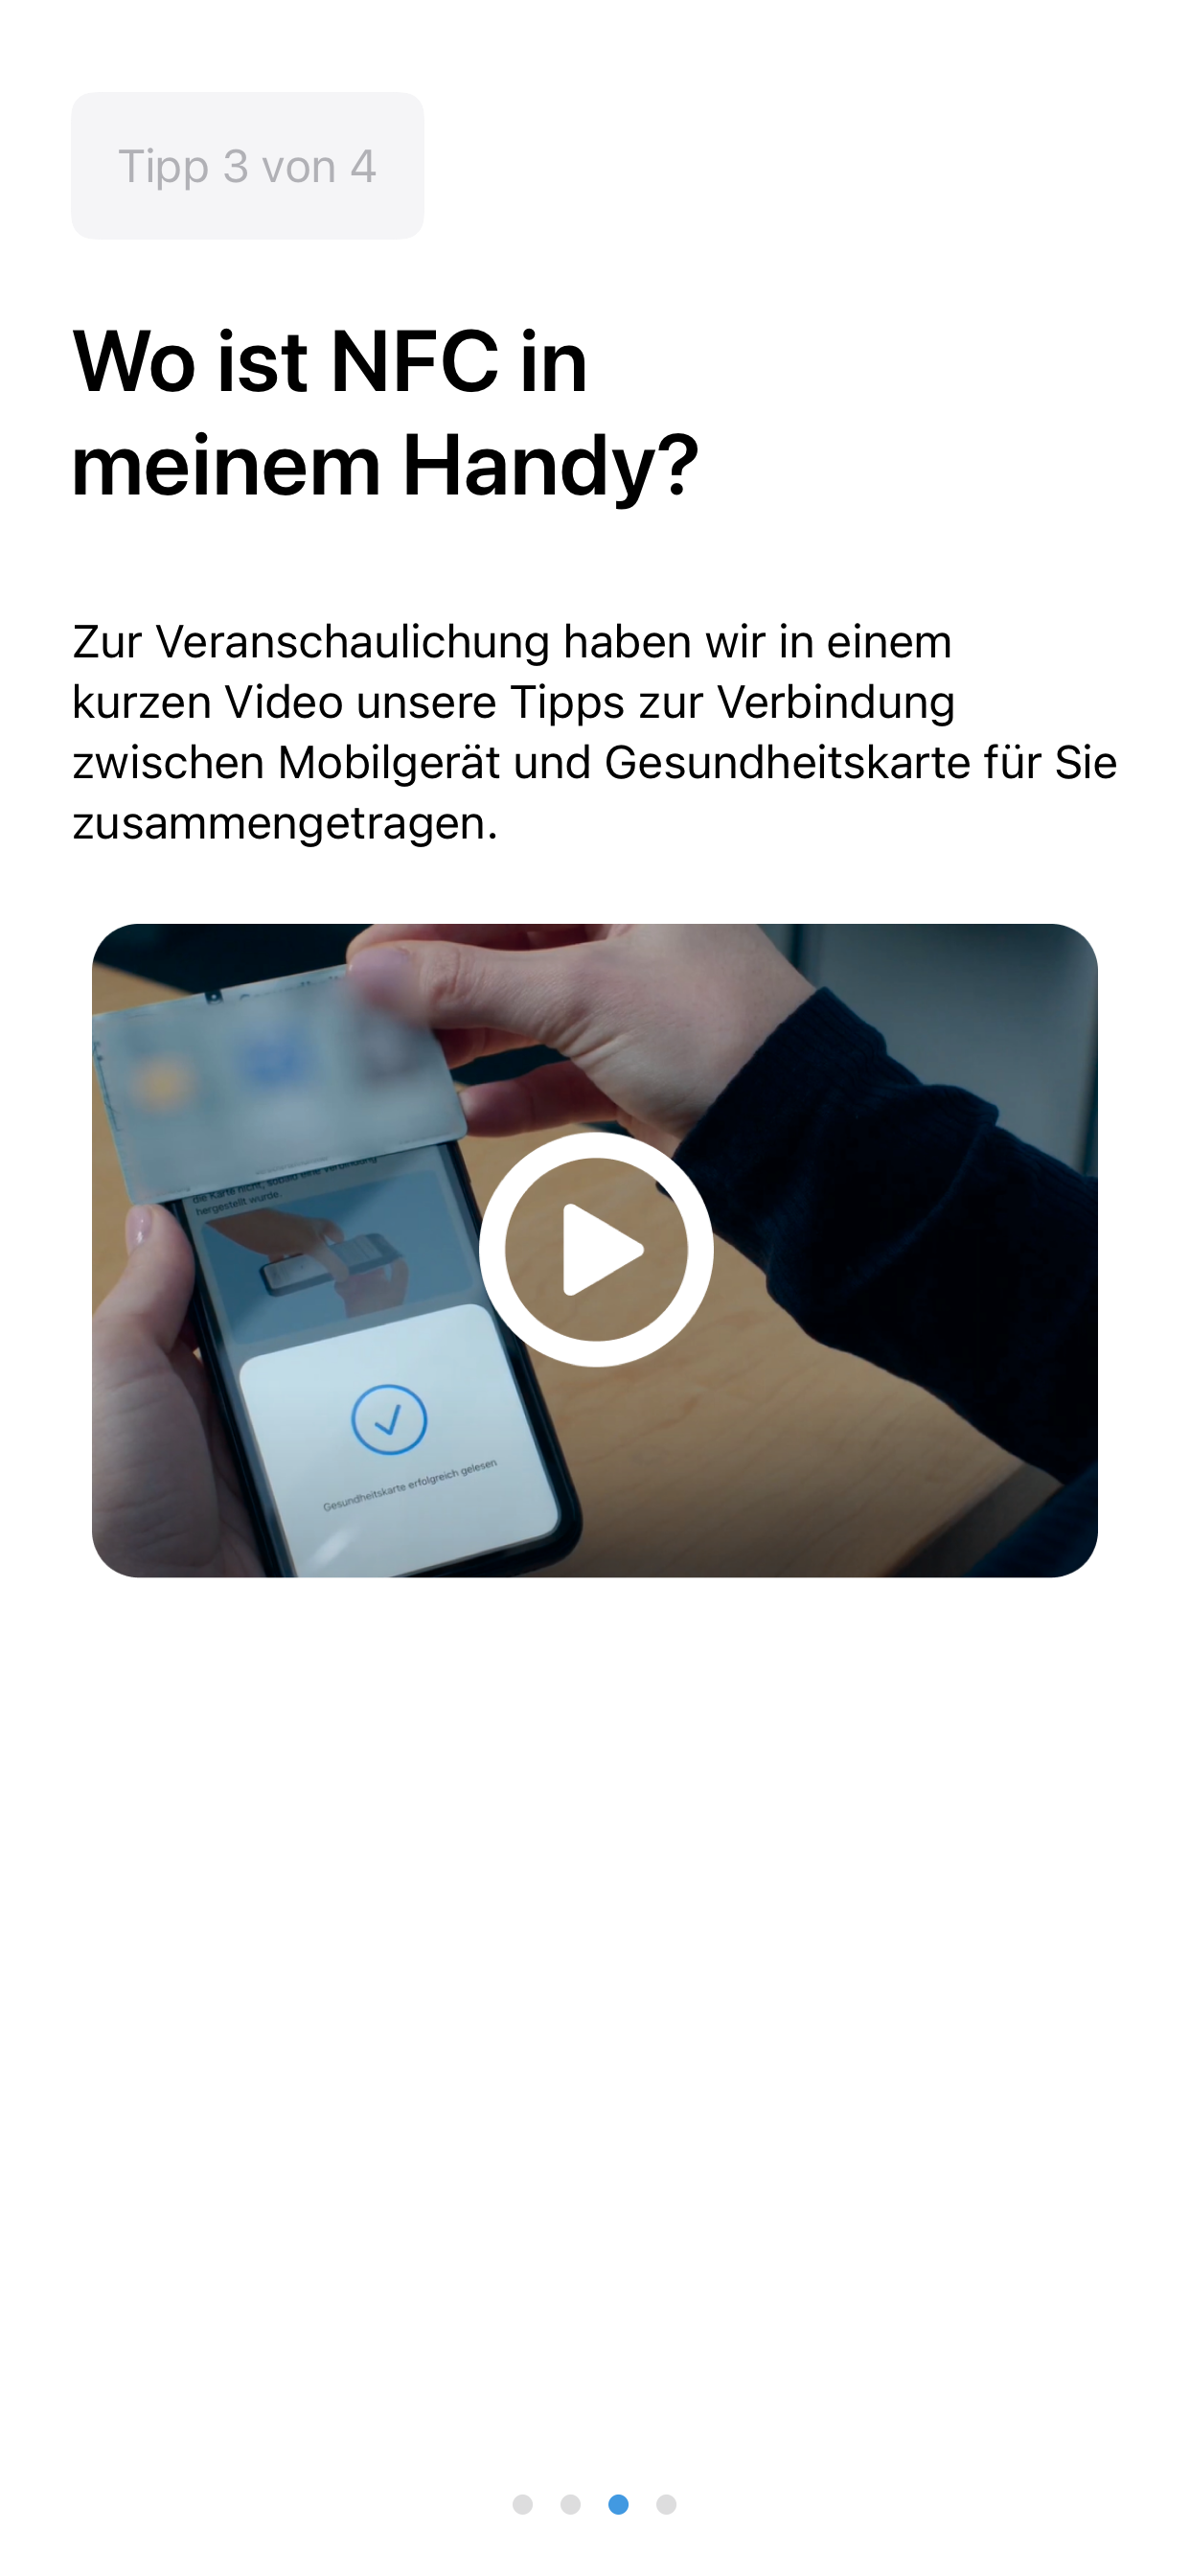 Tipp 3 von 4
Wo ist NFC in
meinem Handy?
Zur Veranschaulichung haben wir in einem
kurzen Video unsere Tipps zur Verbindung
zwischen Mobilgerät und Gesundheitskarte für Sie
zusammengetragen.
die Karte nicht, sobald eine Verbindung
hergestellt wurde.
Gesundheitskarte erfolgreich gelesen